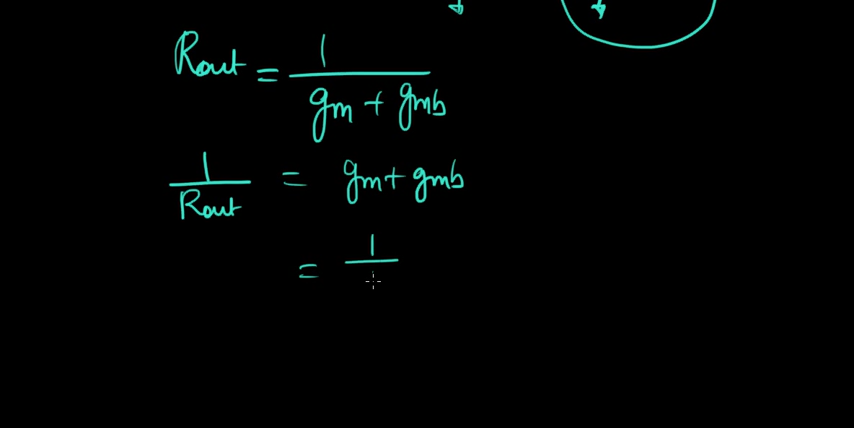 Rout = 1 / (gm + gmb)
1 / Rout = gm + gmb
= 1 /